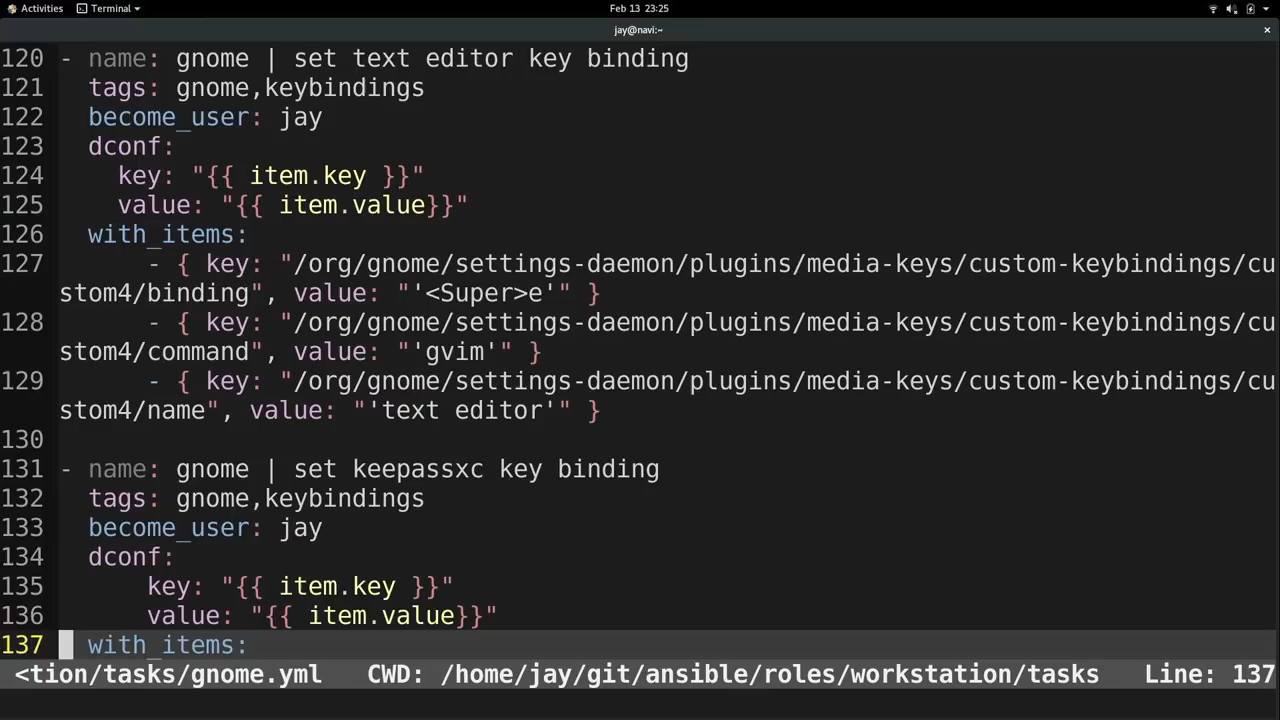 Activities Terminal Feb 13 23:25
jay@navi:~ ×
120 - name: gnome | set text editor key binding
121 tags: gnome,keybindings
122 become_user: jay
123 dconf:
124 key: "{{ item.key }}"
125 value: "{{ item.value}}"
126 with_items:
127 - { key: "/org/gnome/settings-daemon/plugins/media-keys/custom-keybindings/cu
stom4/binding", value: "'<Super>e'" }
128 - { key: "/org/gnome/settings-daemon/plugins/media-keys/custom-keybindings/cu
stom4/command", value: "'gvim'" }
129 - { key: "/org/gnome/settings-daemon/plugins/media-keys/custom-keybindings/cu
stom4/name", value: "'text editor'" }
130
131 - name: gnome | set keepassxc key binding
132 tags: gnome,keybindings
133 become_user: jay
134 dconf:
135 key: "{{ item.key }}"
136 value: "{{ item.value}}"
137 with_items:
<tion/tasks/gnome.yml CWD: /home/jay/git/ansible/roles/workstation/tasks Line: 137